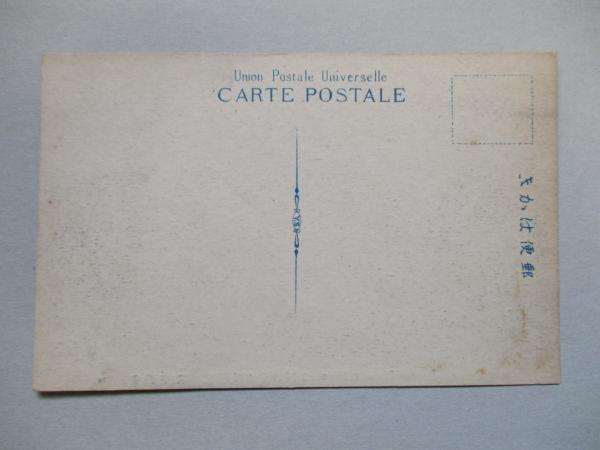 Union Postale Universelle
CARTE POSTALE
郵便はかき